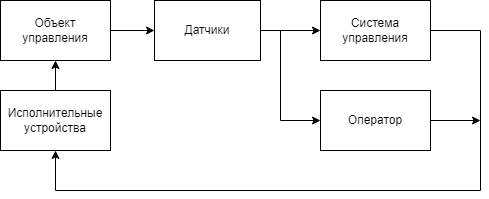 Объект
управления
Датчики
Система
управления
Исполнительные
устройства
Оператор